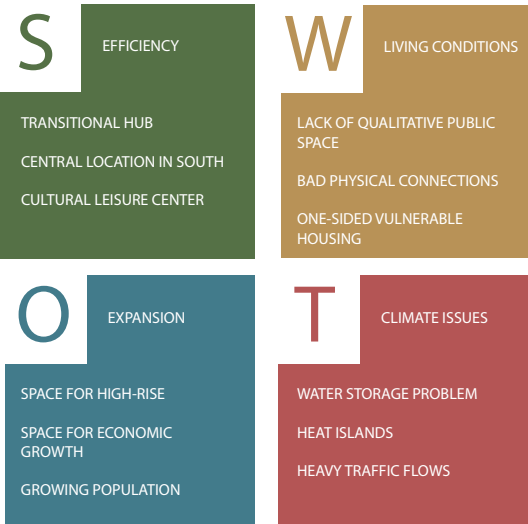 S
EFFICIENCY
TRANSITIONAL HUB
CENTRAL LOCATION IN SOUTH
CULTURAL LEISURE CENTER
W
LIVING CONDITIONS
LACK OF QUALITATIVE PUBLIC
SPACE
BAD PHYSICAL CONNECTIONS
ONE-SIDED VULNERABLE
HOUSING
O
EXPANSION
SPACE FOR HIGH-RISE
SPACE FOR ECONOMIC
GROWTH
GROWING POPULATION
T
CLIMATE ISSUES
WATER STORAGE PROBLEM
HEAT ISLANDS
HEAVY TRAFFIC FLOWS